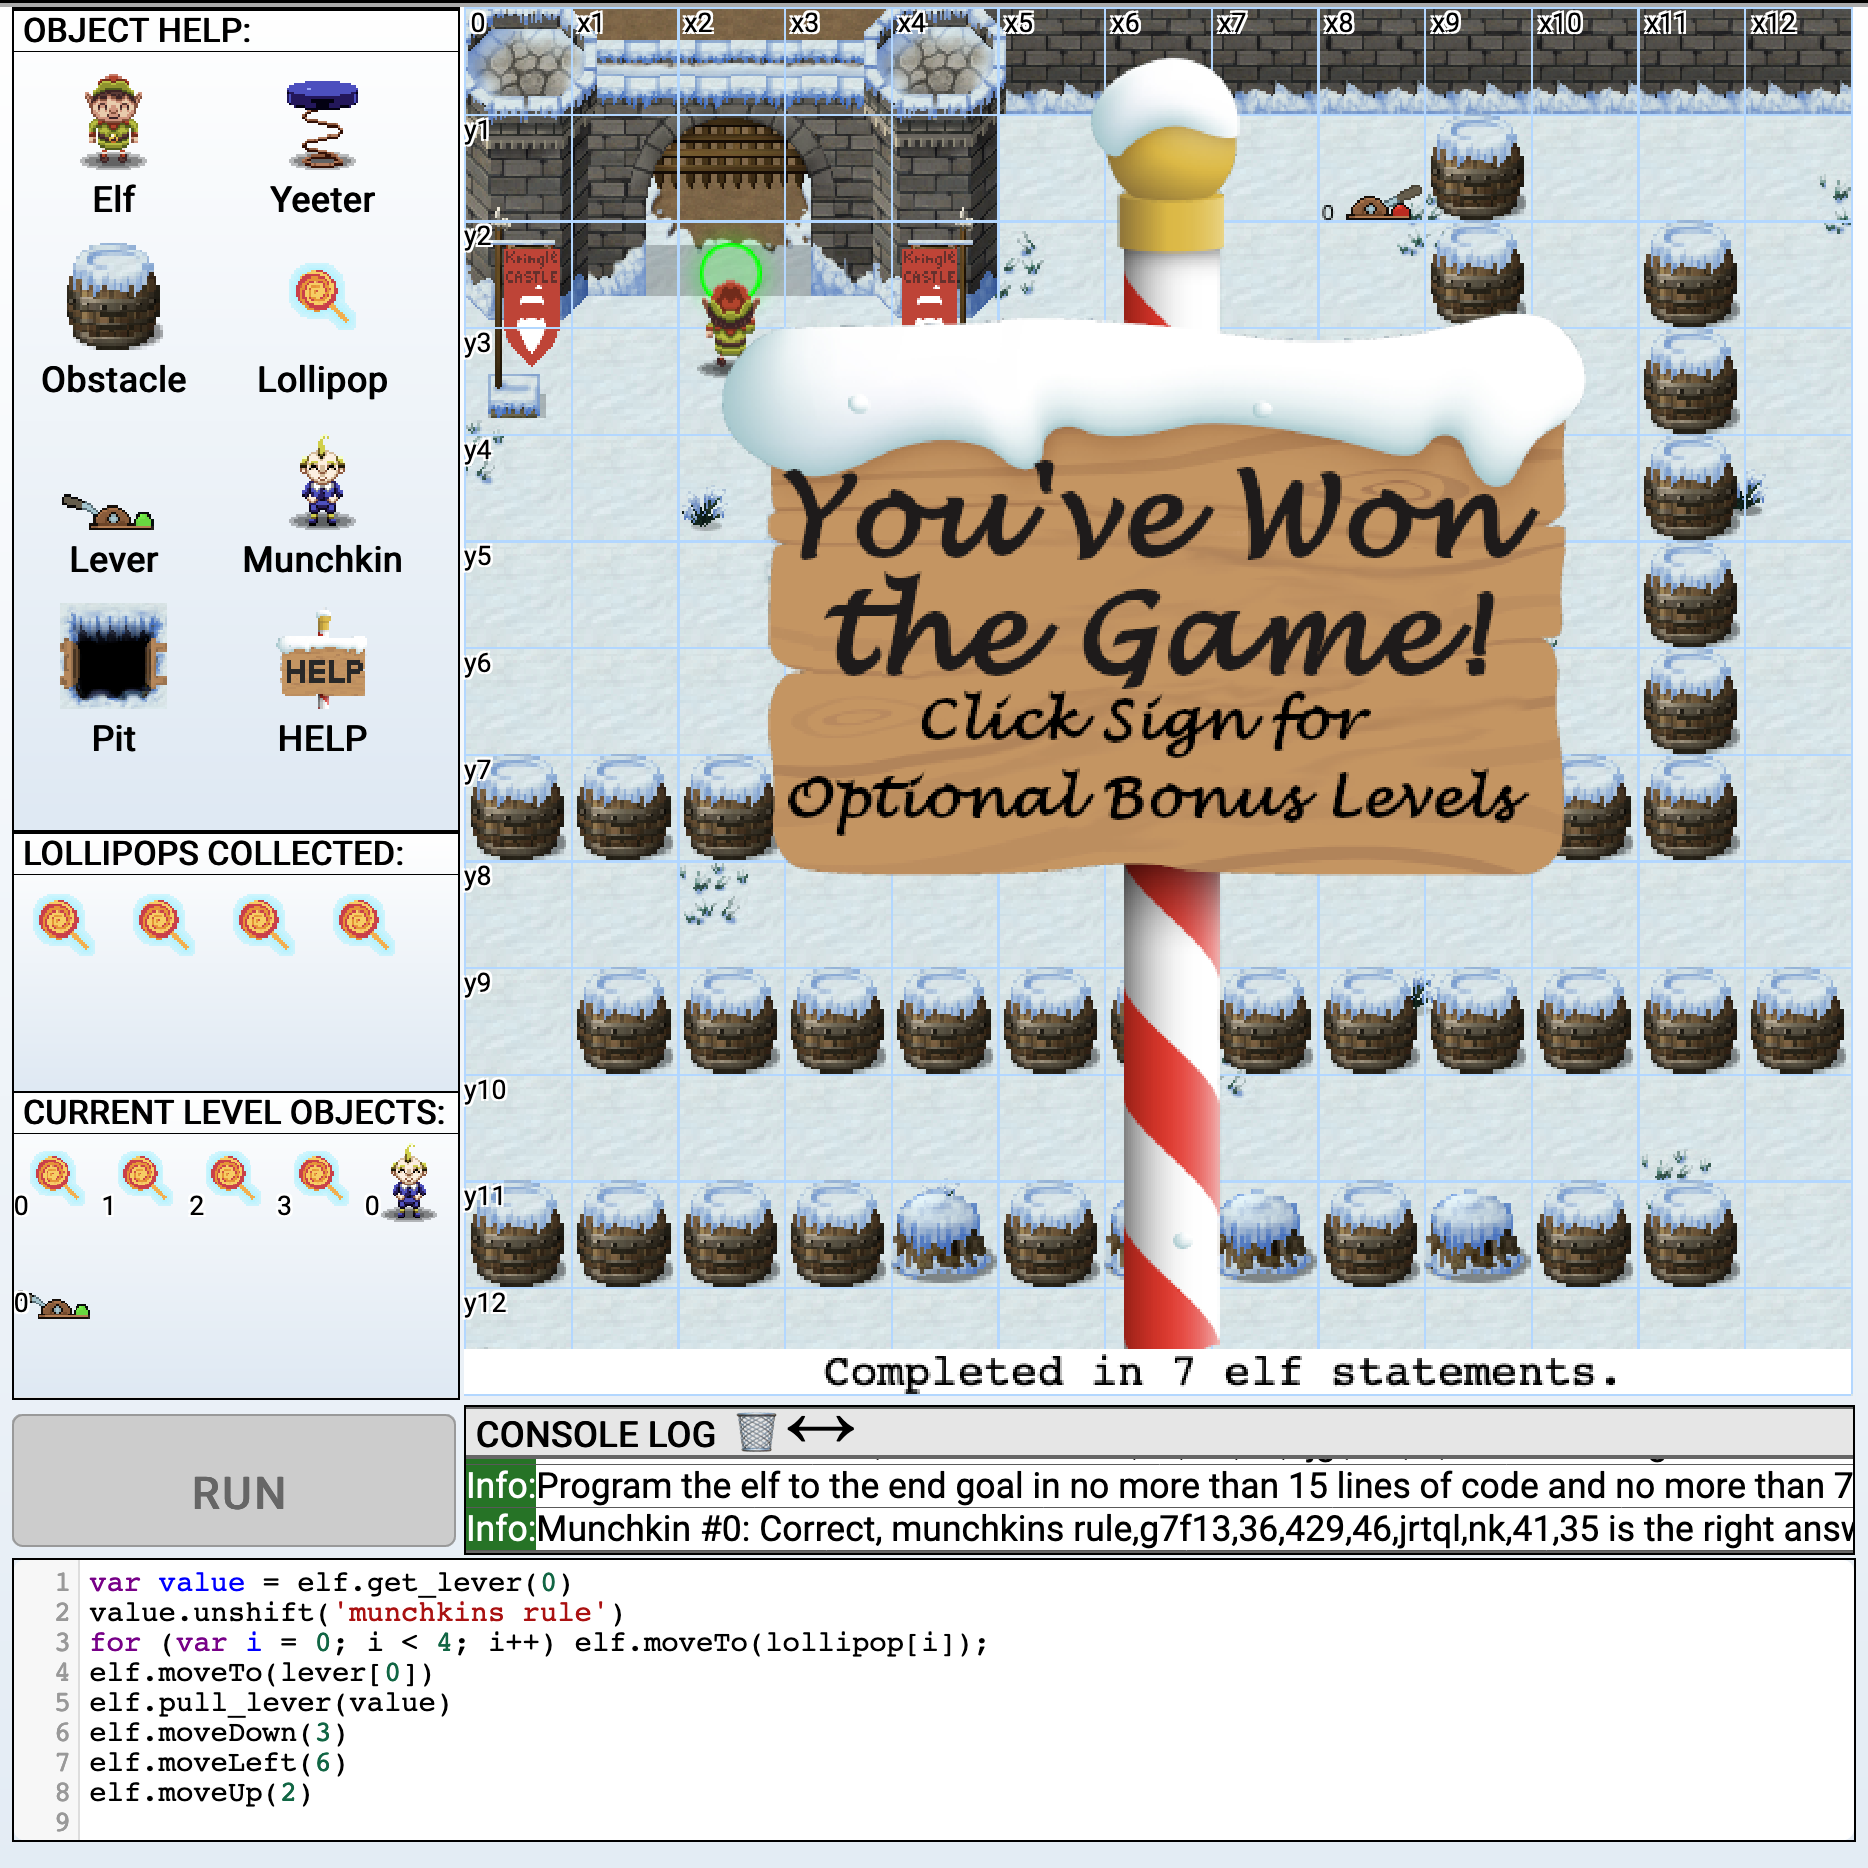 OBJECT HELP:
Elf
Yeeter
Obstacle
Lollipop
Lever
Munchkin
Pit
HELP
HELP
LOLLIPOPS COLLECTED:
CURRENT LEVEL OBJECTS:
0 1 2 3 0
0
RUN
0 x1 x2 x3 x4 x5 x6 x7 x8 x9 x10 x11 x12
y1
0
y2
Kringle
CASTLE
Kringle
CASTLE
y3
y4
y5
y6
y7
y8
y9
y10
y11
y12
You've Won
the Game!
Click Sign for
Optional Bonus Levels
Completed in 7 elf statements.
CONSOLE LOG
Info:Program the elf to the end goal in no more than 15 lines of code and no more than 7
Info:Munchkin #0: Correct, munchkins rule,g7f13,36,429,46,jrtql,nk,41,35 is the right answ
1 var value = elf.get_lever(0)
2 value.unshift('munchkins rule')
3 for (var i = 0; i < 4; i++) elf.moveTo(lollipop[i]);
4 elf.moveTo(lever[0])
5 elf.pull_lever(value)
6 elf.moveDown(3)
7 elf.moveLeft(6)
8 elf.moveUp(2)
9